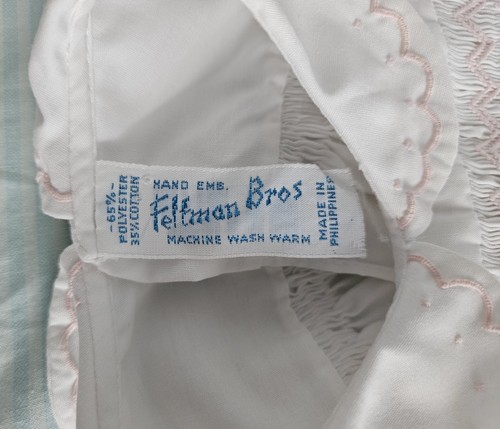 -65%-
POLYESTER
35% COTTON
HAND EMB.
Feltman Bros
MACHINE WASH WARM
MADE IN
PHILIPPINES